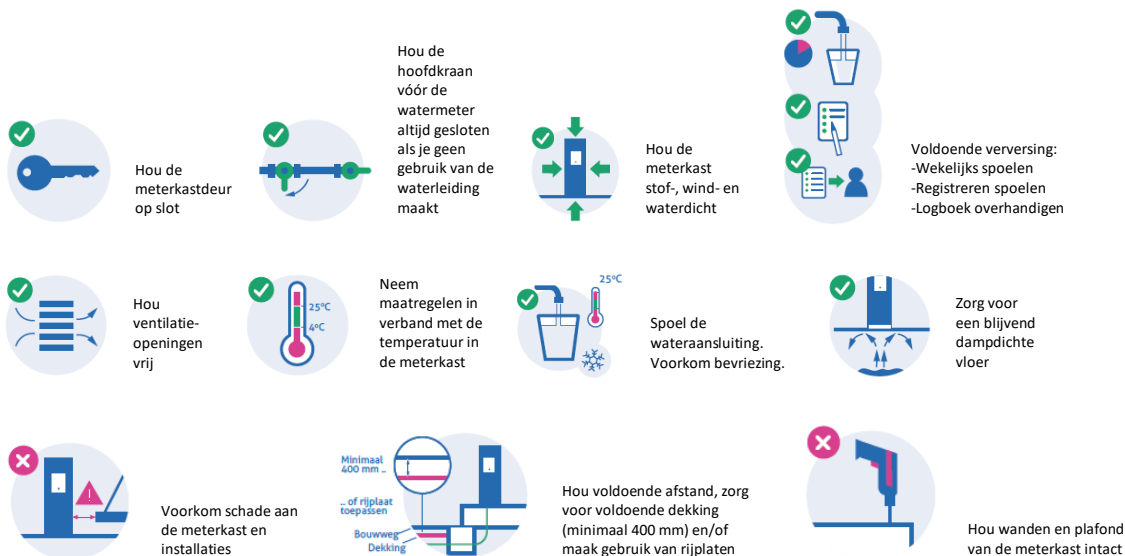 Hou de
meterkastdeur
op slot
Hou de
hoofdkraan
vóór de
watermeter
altijd gesloten
als je geen
gebruik van de
waterleiding
maakt
Hou de
meterkast
stof-, wind- en
waterdicht
Voldoende verversing:
-Wekelijks spoelen
-Registreren spoelen
-Logboek overhandigen
Hou
ventilatie-
openingen
vrij
25°C
4°C
Neem
maatregelen in
verband met de
temperatuur in
de meterkast
25°C
Spoel de
wateraansluiting.
Voorkom bevriezing.
Zorg voor
een blijvend
dampdichte
vloer
Voorkom schade aan
de meterkast en
installaties
Minimaal
400 mm ..
.. of rijplaat
toepassen
Bouwweg
Dekking
Hou voldoende afstand, zorg
voor voldoende dekking
(minimaal 400 mm) en/of
maak gebruik van rijplaten
Hou wanden en plafond
van de meterkast intact